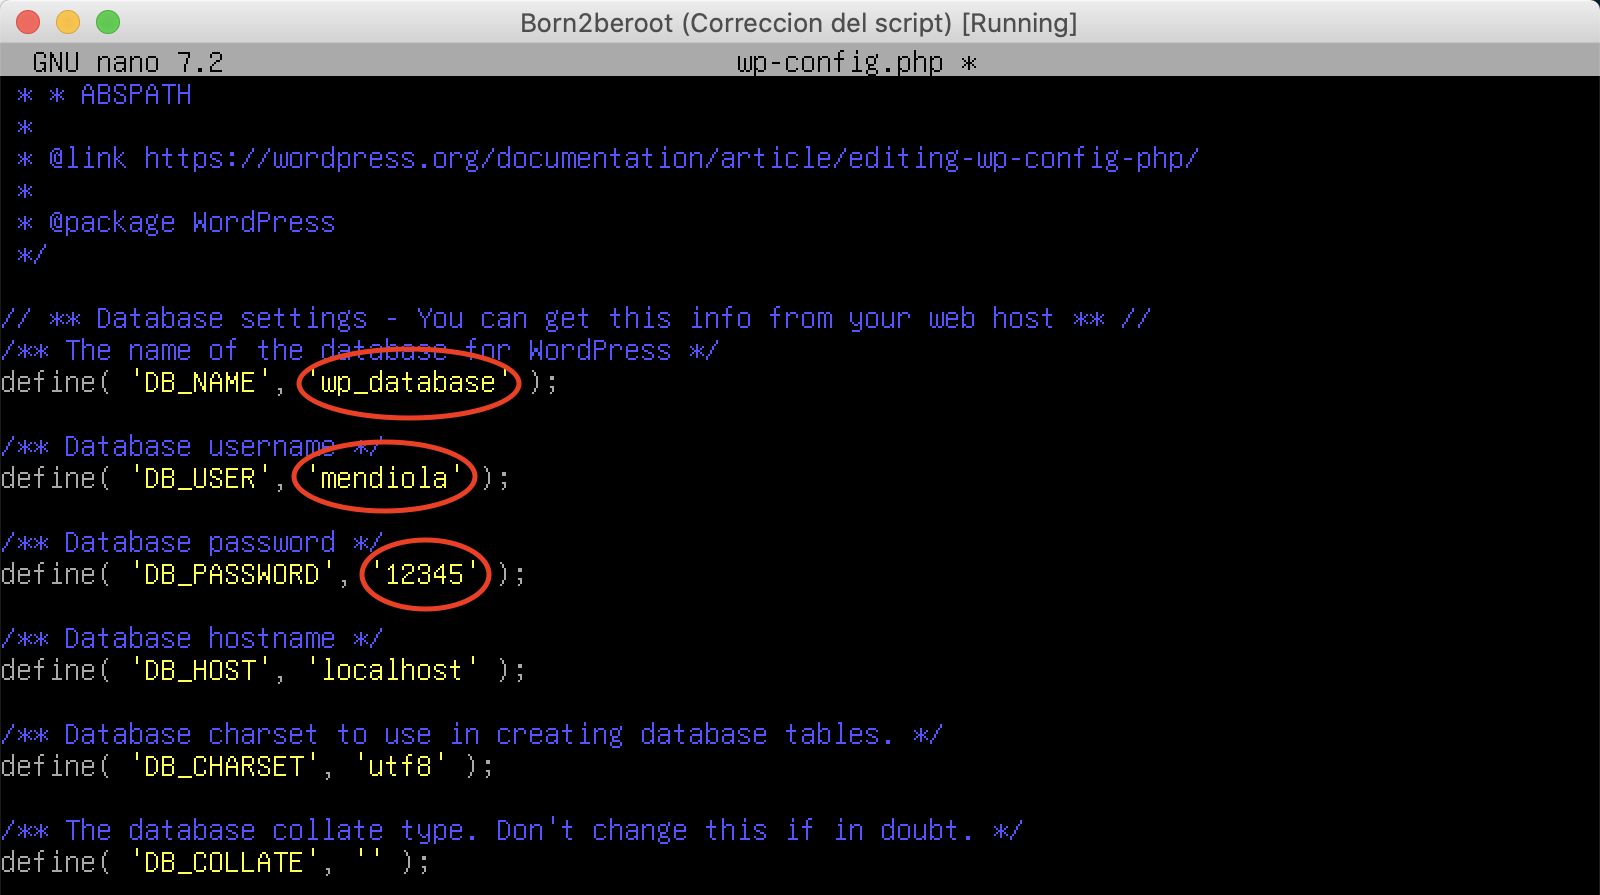 Born2beroot (Correccion del script) [Running]
GNU nano 7.2 wp-config.php *
* * ABSPATH
*
* @link https://wordpress.org/documentation/article/editing-wp-config-php/
*
* @package WordPress
*/
// ** Database settings - You can get this info from your web host ** //
/** The name of the database for WordPress */
define( 'DB_NAME', 'wp_database' );
/** Database username */
define( 'DB_USER', 'mendiola' );
/** Database password */
define( 'DB_PASSWORD', '12345' );
/** Database hostname */
define( 'DB_HOST', 'localhost' );
/** Database charset to use in creating database tables. */
define( 'DB_CHARSET', 'utf8' );
/** The database collate type. Don't change this if in doubt. */
define( 'DB_COLLATE', '' );